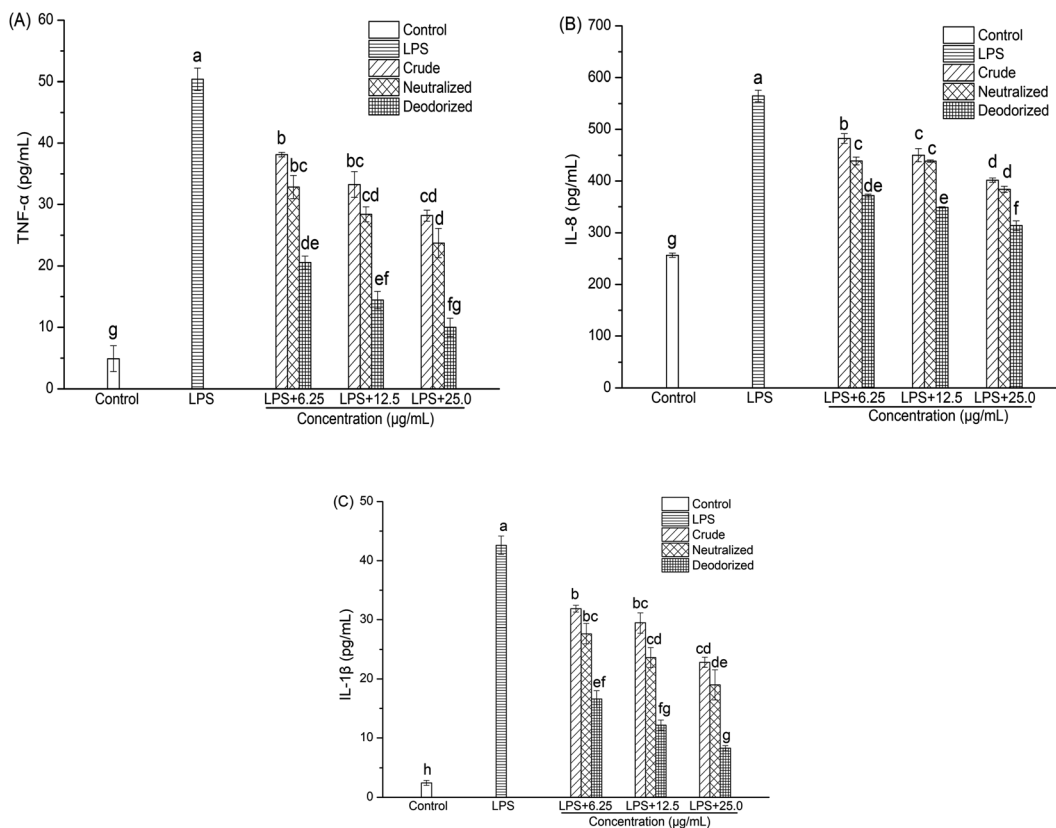 (A)
60
50
40
30
20
10
0
TNF-α (pg/mL)
Control
LPS
Crude
Neutralized
Deodorized
g
a
b
bc
de
bc
cd
ef
cd
d
fg
Control LPS LPS+6.25 LPS+12.5 LPS+25.0
Concentration (µg/mL)
(B)
700
600
500
400
300
200
100
0
IL-8 (pg/mL)
Control
LPS
Crude
Neutralized
Deodorized
g
a
b
c
de
c
c
e
d
d
f
Control LPS LPS+6.25 LPS+12.5 LPS+25.0
Concentration (µg/mL)
(C)
50
40
30
20
10
0
IL-1β (pg/mL)
Control
LPS
Crude
Neutralized
Deodorized
h
a
b
bc
ef
bc
cd
fg
cd
de
g
Control LPS LPS+6.25 LPS+12.5 LPS+25.0
Concentration (µg/mL)